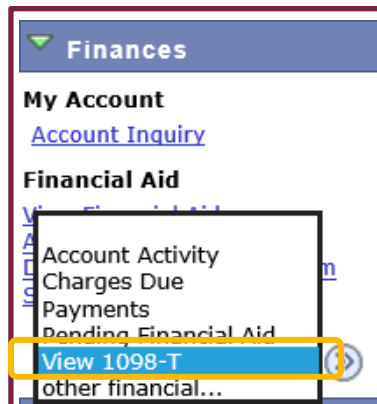 Finances
My Account
Account Inquiry
Financial Aid
Account Activity
Charges Due
Payments
Pending Financial Aid
View 1098-T
other financial...